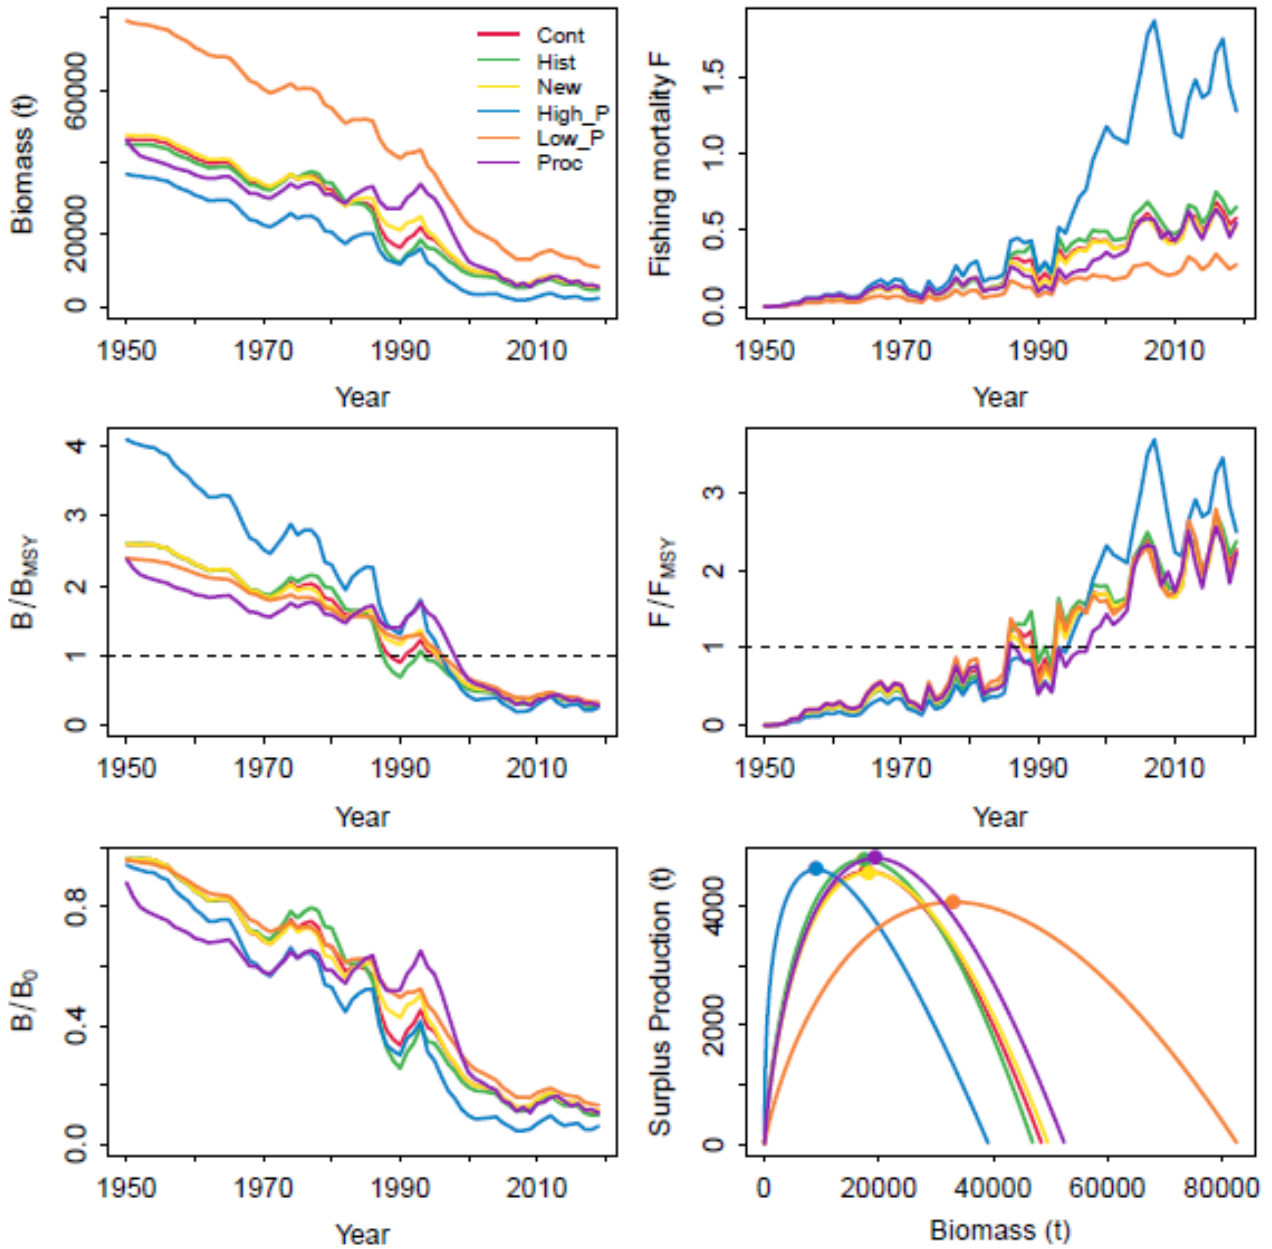 Biomass (t)
60000
20000
0
1950 1970 1990 2010
Year
Cont
Hist
New
High_P
Low_P
Proc
Fishing mortality F
1.5
1.0
0.5
0.0
1950 1970 1990 2010
Year
B/BMSY
4
3
2
1
0
1950 1970 1990 2010
Year
F/FMSY
3
2
1
0
1950 1970 1990 2010
Year
B/B0
0.8
0.4
0.0
1950 1970 1990 2010
Year
Surplus Production (t)
4000
2000
0
0 20000 40000 60000 80000
Biomass (t)